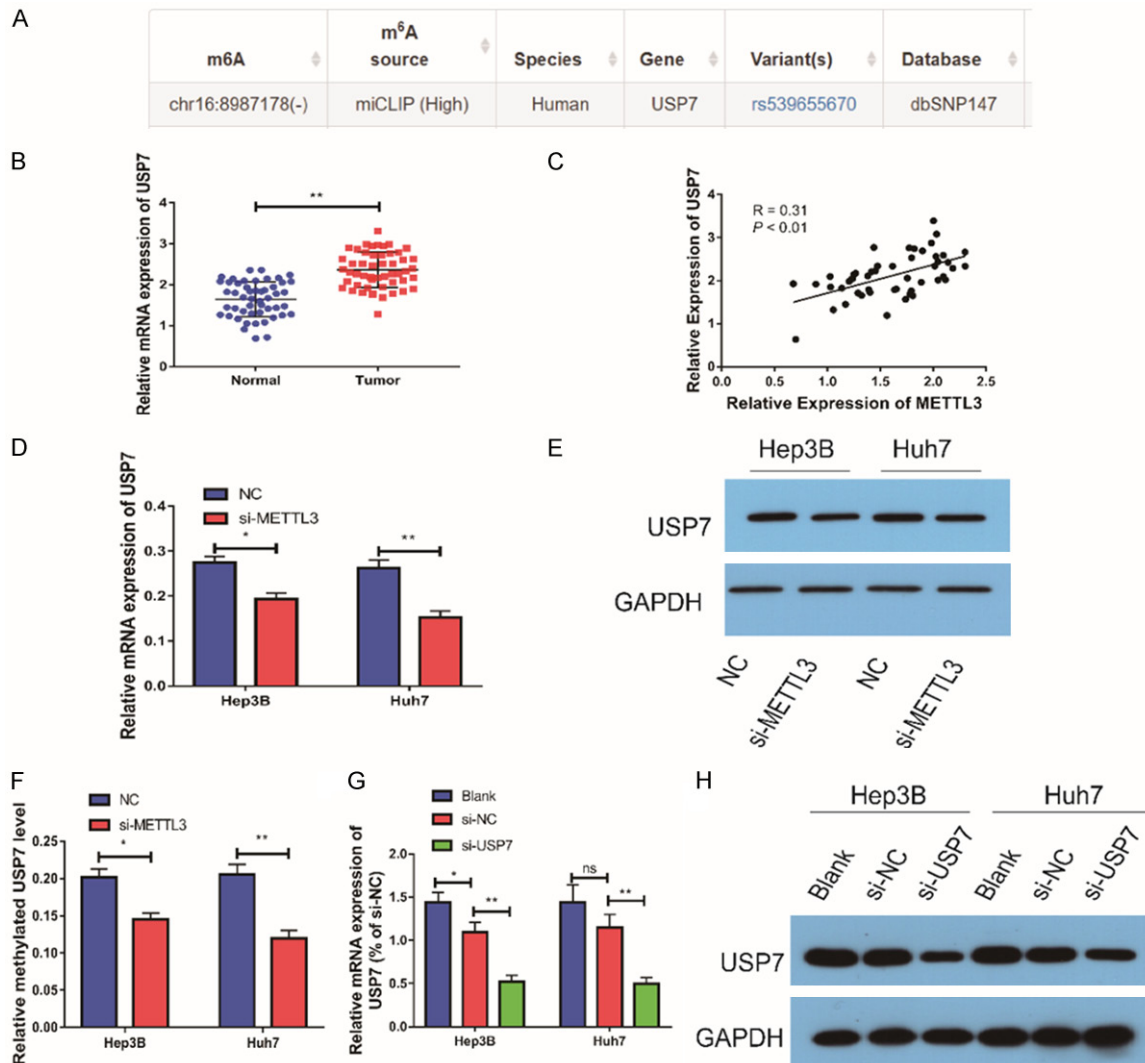 A
m6A
m⁶A
source
Species
Gene
Variant(s)
Database
chr16:8987178(-)
miCLIP (High)
Human
USP7
rs539655670
dbSNP147
B
Relative mRNA expression of USP7
4
3
2
1
0
**
Normal
Tumor
C
Relative Expression of USP7
4
3
2
1
0
R = 0.31
P < 0.01
0.0
0.5
1.0
1.5
2.0
2.5
Relative Expression of METTL3
D
Relative mRNA expression of USP7
0.4
0.3
0.2
0.1
0.0
NC
si-METTL3
*
**
Hep3B
Huh7
E
Hep3B
Huh7
USP7
GAPDH
NC
si-METTL3
NC
si-METTL3
F
Relative methylated USP7 level
0.25
0.20
0.15
0.10
0.05
0.00
NC
si-METTL3
*
**
Hep3B
Huh7
G
Relative mRNA expression of
USP7 (% of si-NC)
2.0
1.5
1.0
0.5
0.0
Blank
si-NC
si-USP7
*
**
ns
**
Hep3B
Huh7
H
Hep3B
Huh7
Blank
si-NC
si-USP7
Blank
si-NC
si-USP7
USP7
GAPDH